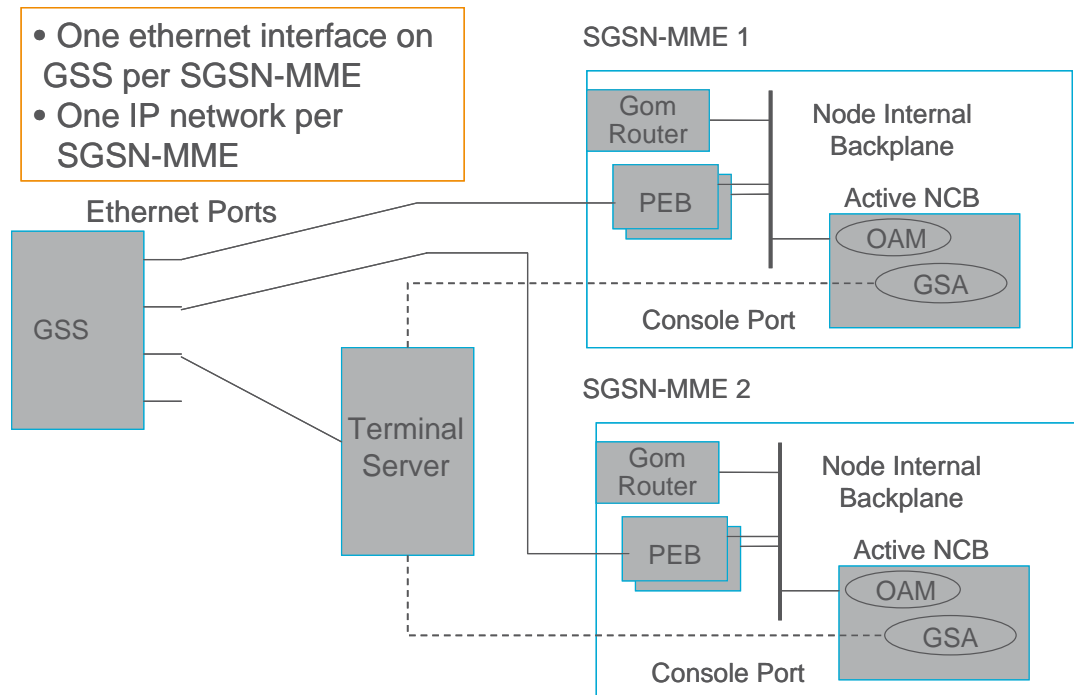 • One ethernet interface on
GSS per SGSN-MME
• One IP network per
SGSN-MME
Ethernet Ports
GSS
Terminal
Server
SGSN-MME 1
Gom
Router
PEB
Node Internal
Backplane
Active NCB
OAM
GSA
Console Port
SGSN-MME 2
Gom
Router
PEB
Node Internal
Backplane
Active NCB
OAM
GSA
Console Port